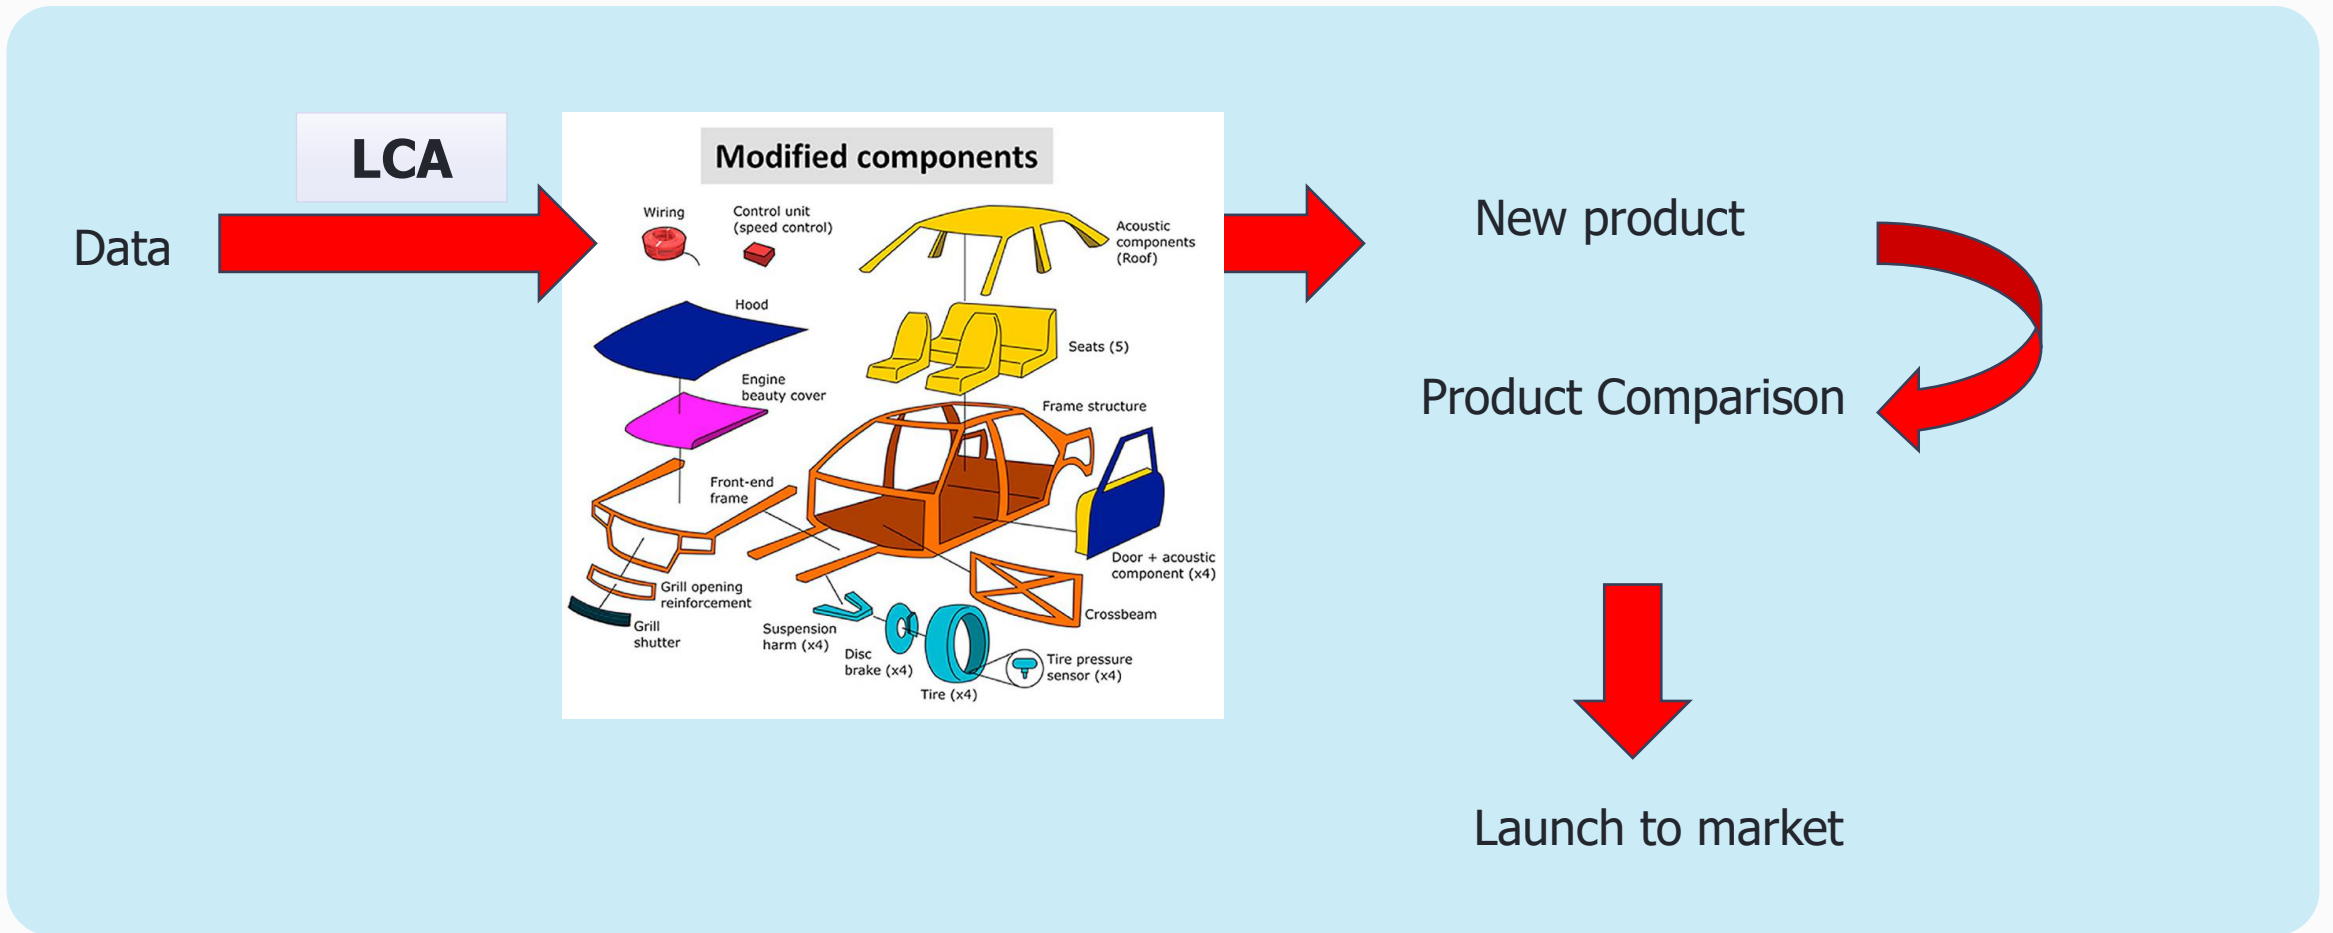 LCA
Data
Modified components
Wiring
Control unit
(speed control)
Acoustic
components
(Roof)
Hood
Seats (5)
Engine
beauty cover
Frame structure
Front-end
frame
Door + acoustic
component (x4)
Grill opening
reinforcement
Crossbeam
Grill
shutter
Suspension
harm (x4)
Disc
brake (x4)
Tire pressure
sensor (x4)
Tire (x4)
New product
Product Comparison
Launch to market